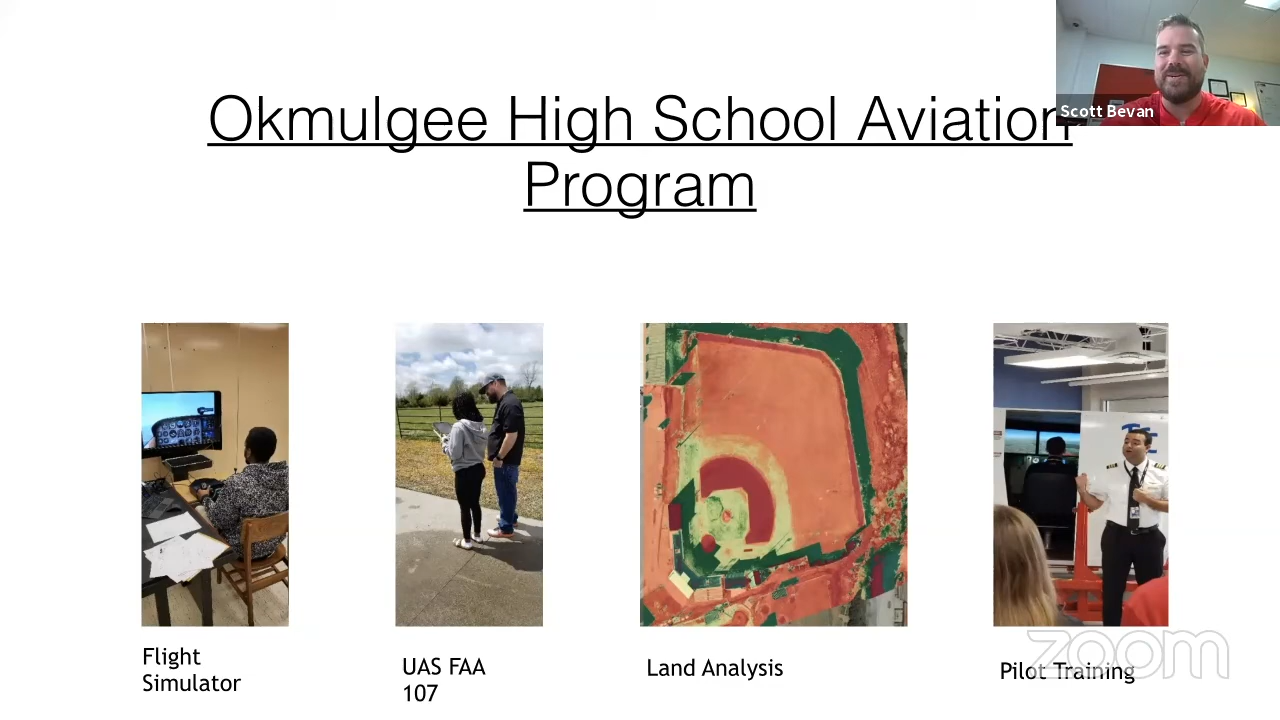 Scott Bevan
Okmulgee High School Aviation
Program
Flight
Simulator
UAS FAA
107
Land Analysis
Pilot Training
zoom